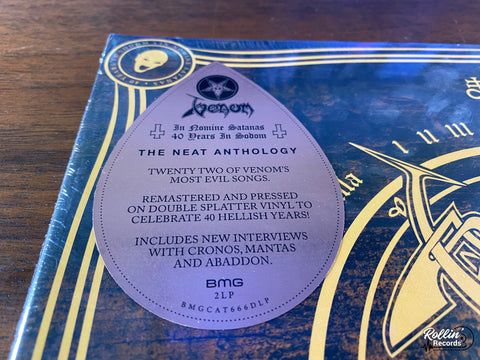 Venom
In Nomine Satanas
40 Years In Sodom
THE NEAT ANTHOLOGY
TWENTY TWO OF VENOM'S
MOST EVIL SONGS.
REMASTERED AND PRESSED
ON DOUBLE SPLATTER VINYL TO
CELEBRATE 40 HELLISH YEARS!
INCLUDES NEW INTERVIEWS
WITH CRONOS, MANTAS
AND ABADDON.
BMG
2LP
BMGCAT666DLP
Rollin'
Records